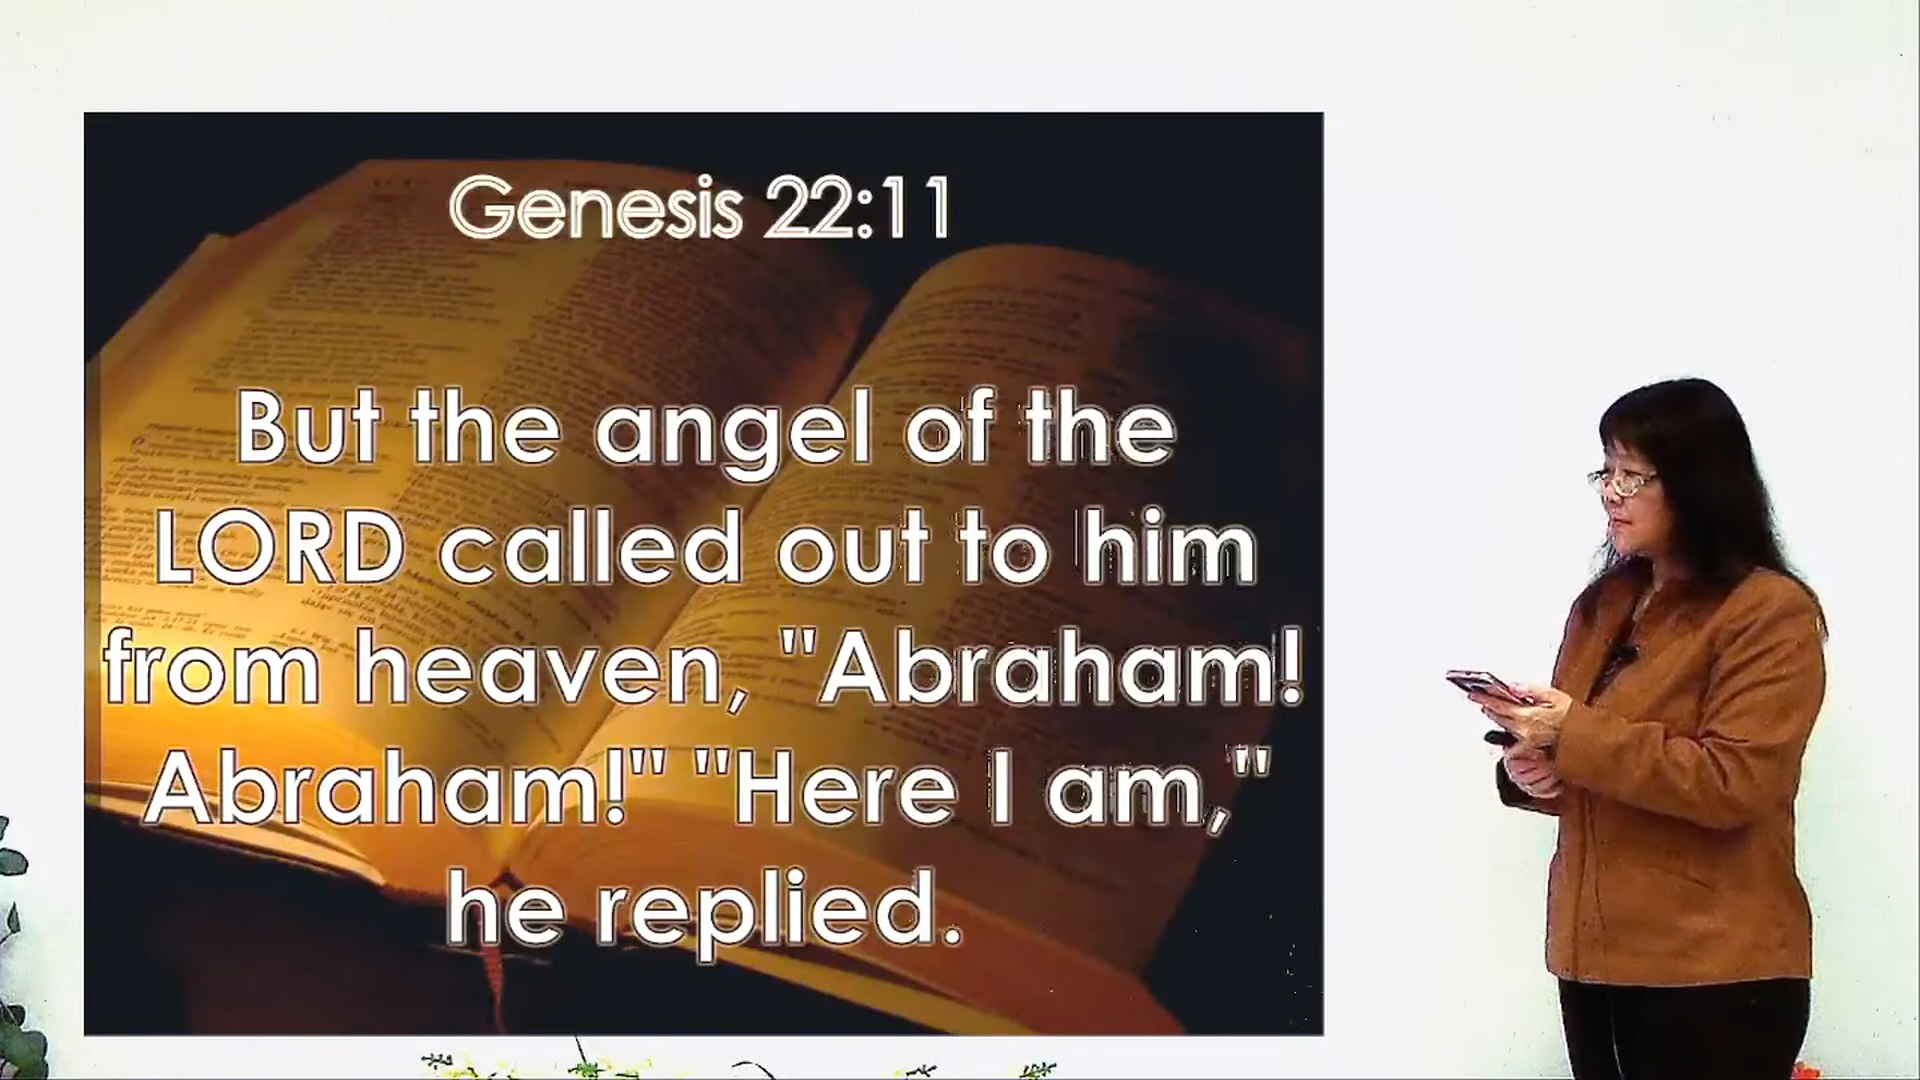 Genesis 22:11
But the angel of the
LORD called out to him
from heaven, "Abraham!
Abraham!" "Here I am,"
he replied.